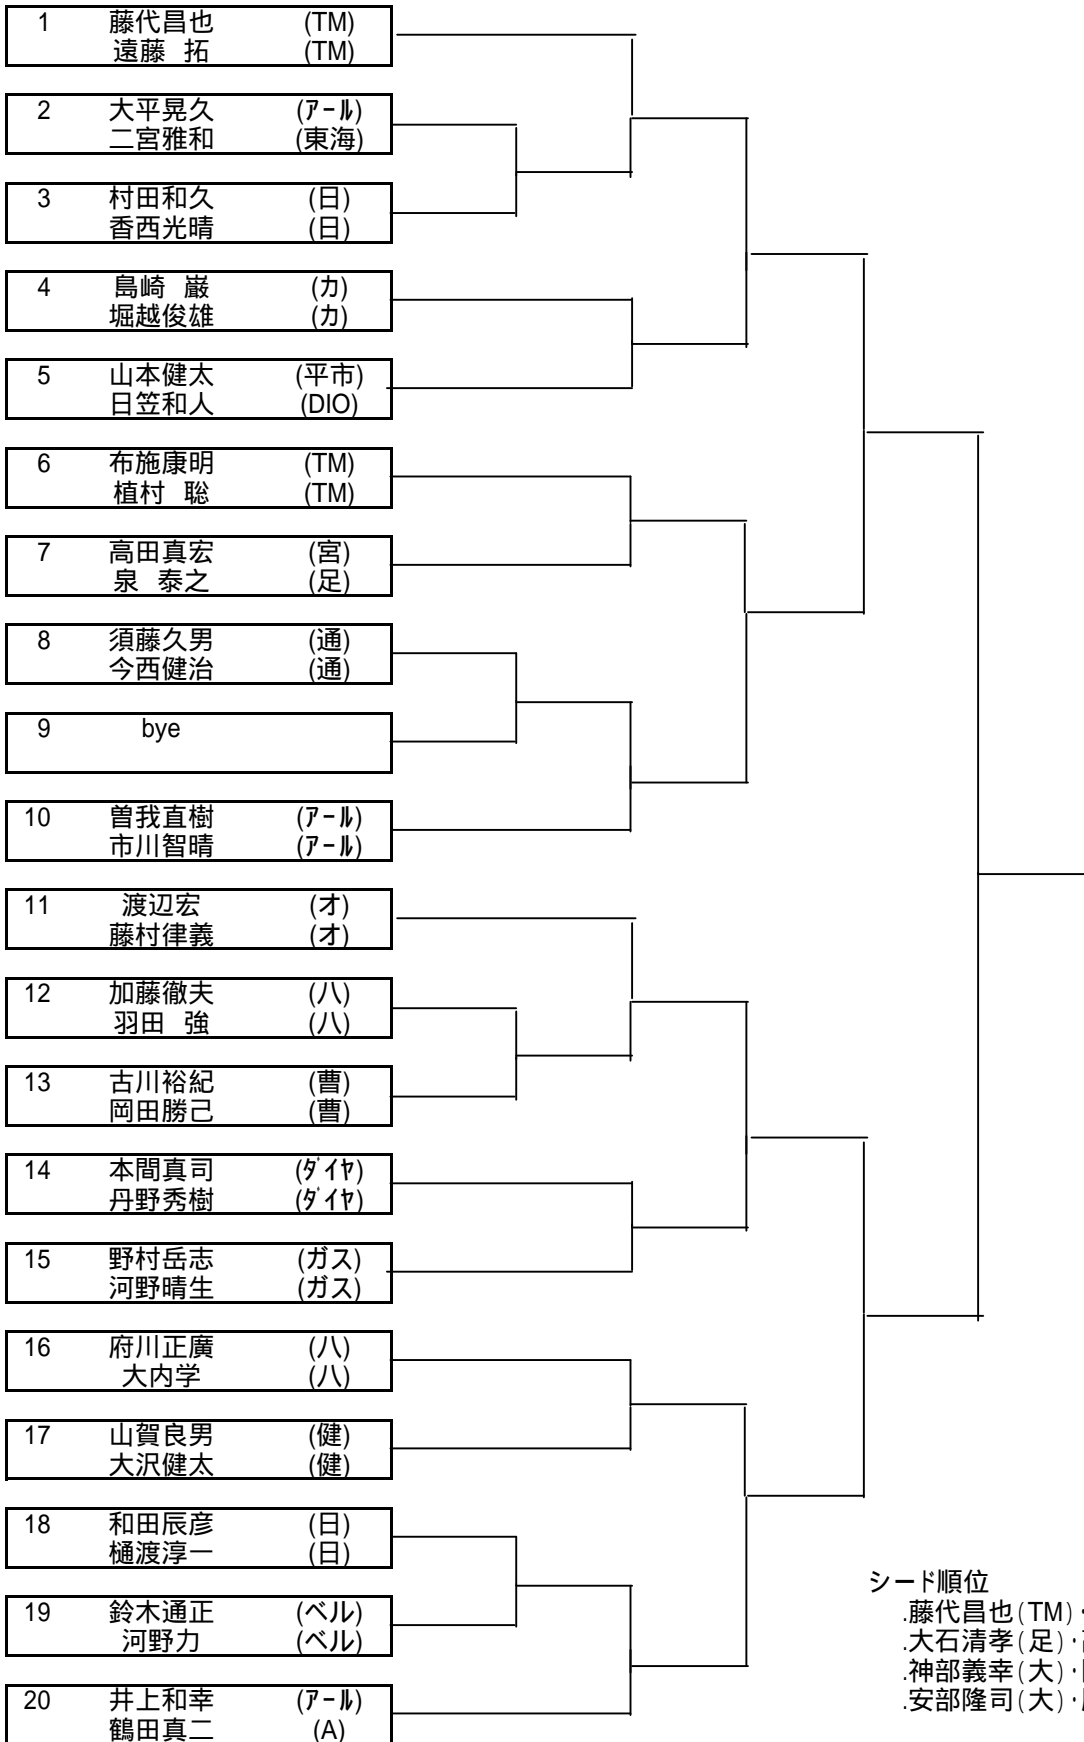 1 藤代昌也 (TM)
遠藤 拓 (TM)
2 大平晃久 (アール)
二宮雅和 (東海)
3 村田和久 (日)
香西光晴 (日)
4 島崎 巌 (カ)
堀越俊雄 (カ)
5 山本健太 (平市)
日笠和人 (DIO)
6 布施康明 (TM)
植村 聡 (TM)
7 高田真宏 (宮)
泉 泰之 (足)
8 須藤久男 (通)
今西健治 (通)
9 bye
10 曽我直樹 (アール)
市川智晴 (アール)
11 渡辺宏 (オ)
藤村律義 (オ)
12 加藤徹夫 (八)
羽田 強 (八)
13 古川裕紀 (曹)
岡田勝己 (曹)
14 本間真司 (ダイヤ)
丹野秀樹 (ダイヤ)
15 野村岳志 (ガス)
河野晴生 (ガス)
16 府川正廣 (八)
大内学 (八)
17 山賀良男 (健)
大沢健太 (健)
18 和田辰彦 (日)
樋渡淳一 (日)
19 鈴木通正 (ベル)
河野力 (ベル)
20 井上和幸 (アール)
鶴田真二 (A)
シード順位
.藤代昌也(TM)・
.大石清孝(足)・
.神部義幸(大)・
.安部隆司(大)・